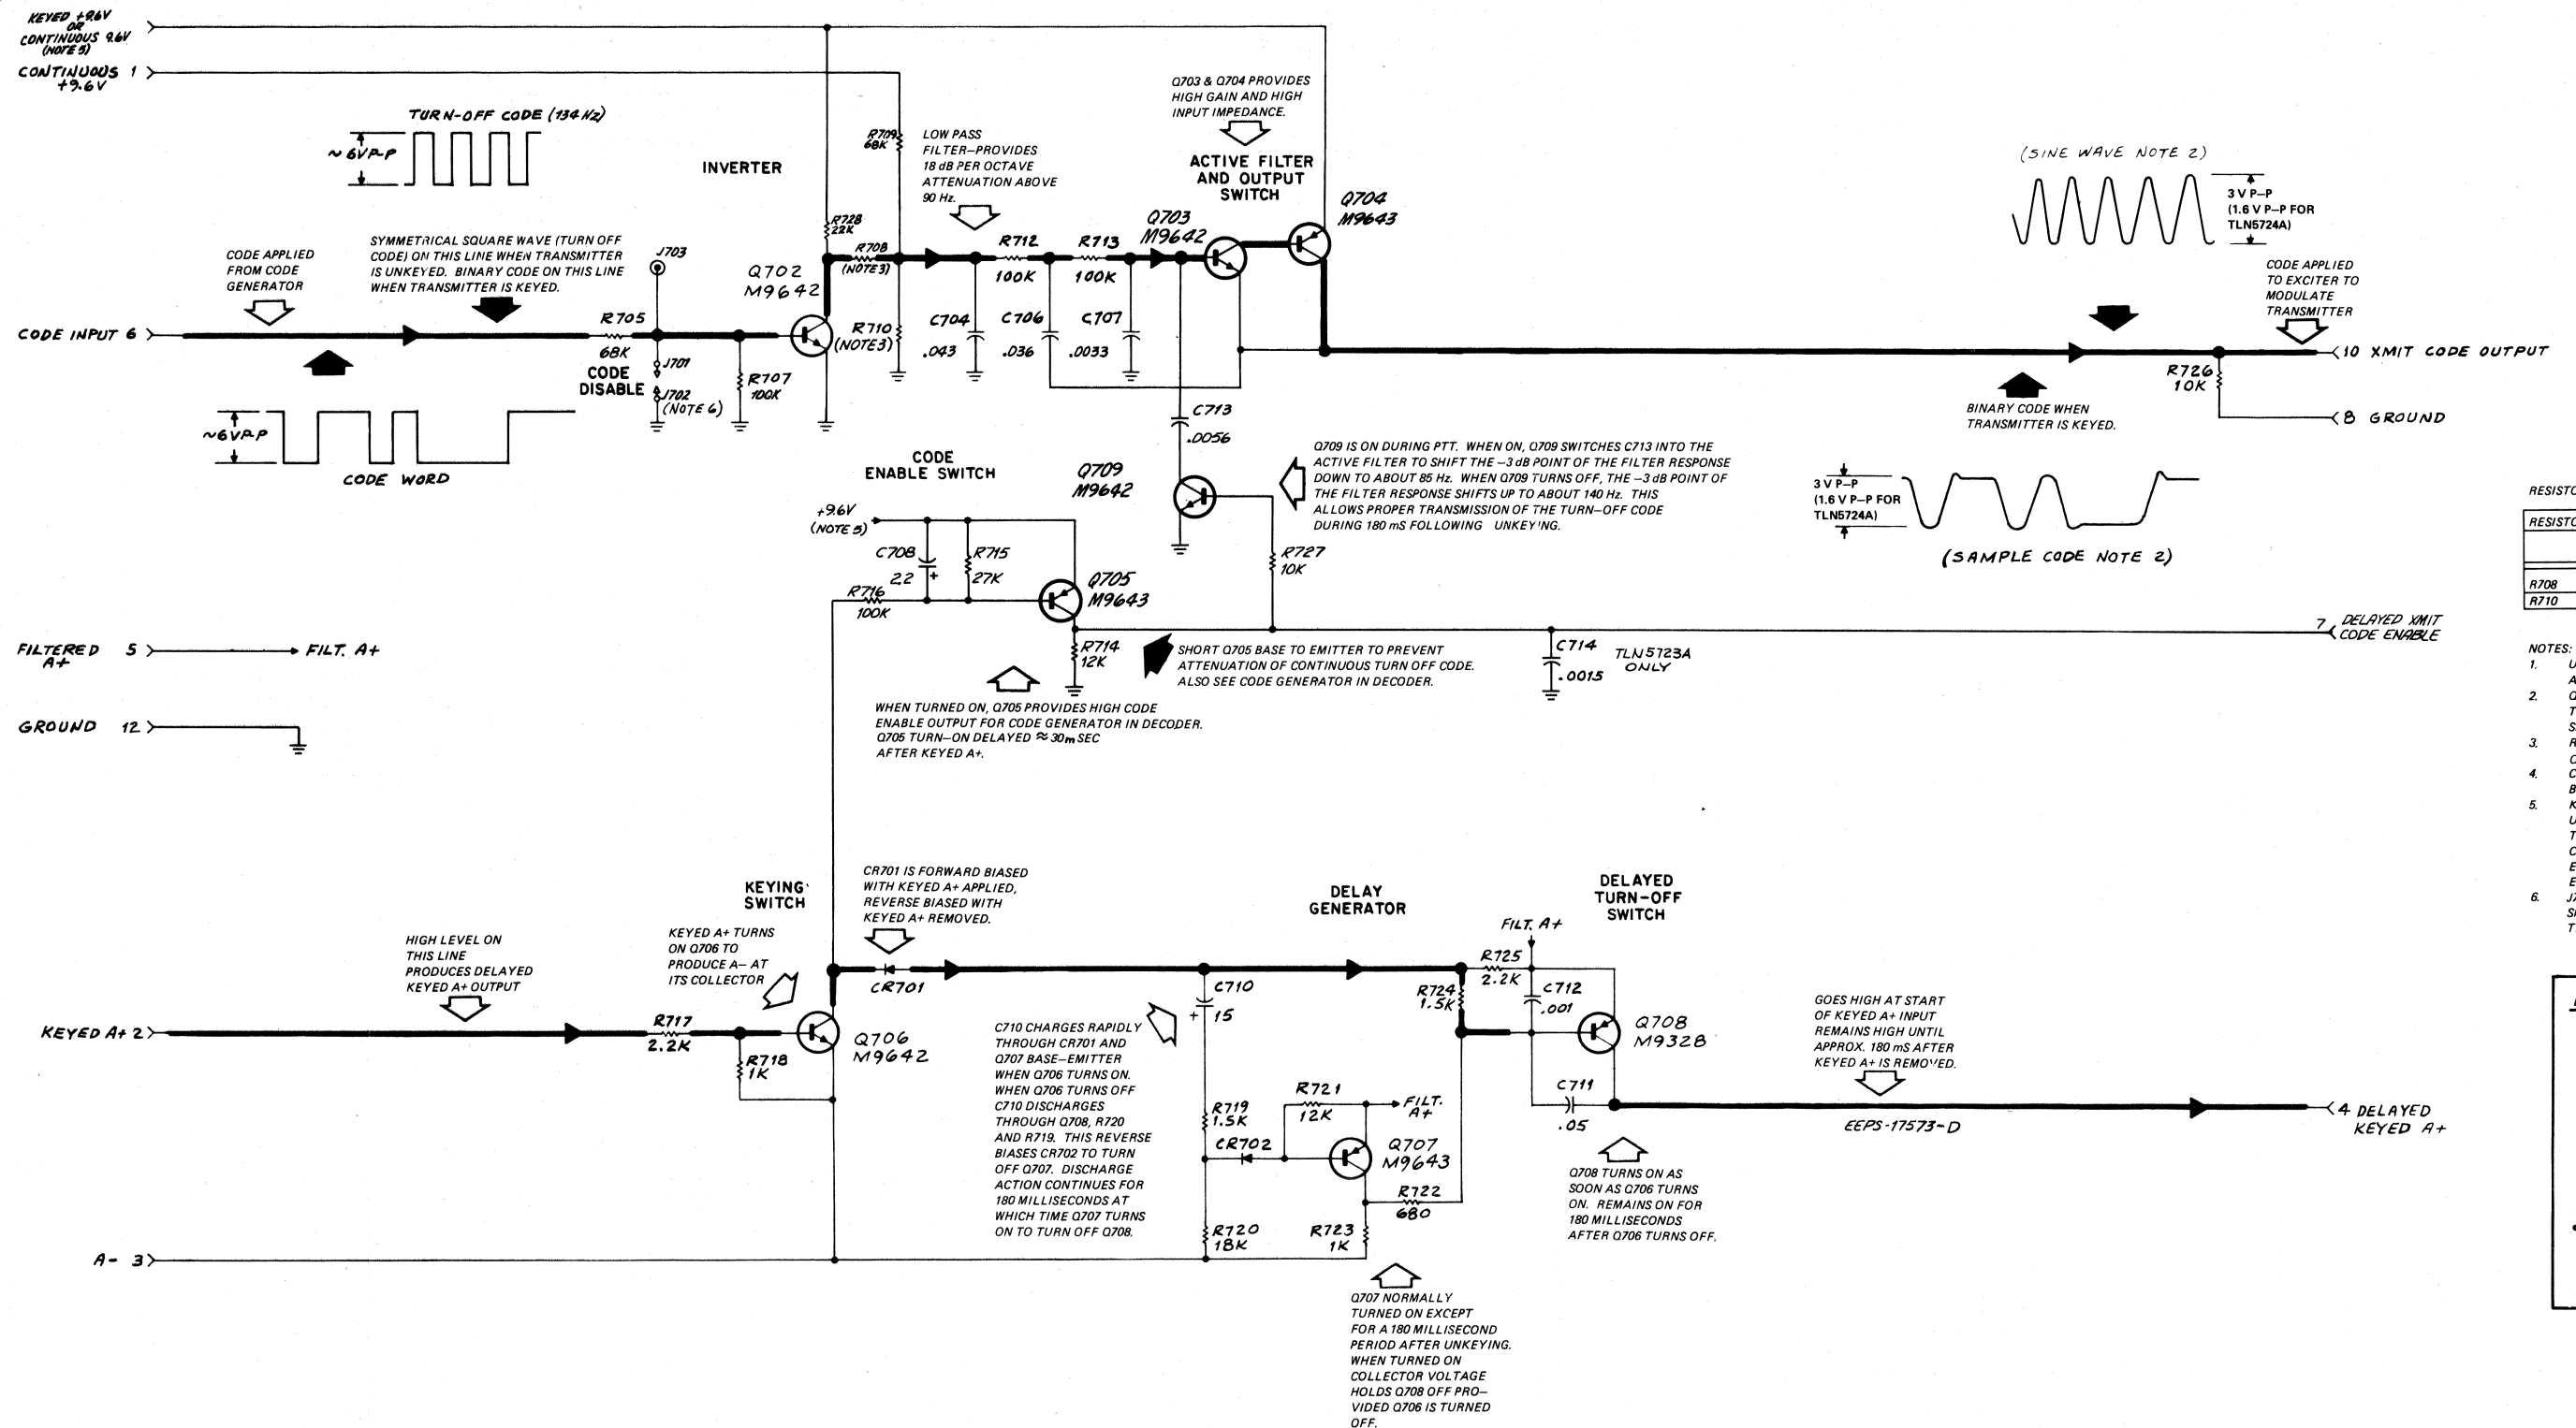 KEYED +9.6V
OR
CONTINUOUS 9.6V
(NOTE 5)
CONTINUOUS 1
+9.6V
TURN-OFF CODE (134 Hz)
~6V P-P
CODE APPLIED
FROM CODE
GENERATOR
SYMMETRICAL SQUARE WAVE (TURN OFF
CODE) ON THIS LINE WHEN TRANSMITTER
IS UNKEYED. BINARY CODE ON THIS LINE
WHEN TRANSMITTER IS KEYED.
CODE INPUT 6
~6V P-P
CODE WORD
R705
68K
J703
CODE
DISABLE
J701
J702
(NOTE 6)
R707
100K
INVERTER
Q702
M9642
R728
22K
R709
68K
R708
(NOTE 3)
R710
(NOTE 3)
LOW PASS
FILTER-PROVIDES
18 dB PER OCTAVE
ATTENUATION ABOVE
90 Hz.
R712
100K
R713
100K
C704
.043
C706
.036
C707
.0033
Q703 & Q704 PROVIDES
HIGH GAIN AND HIGH
INPUT IMPEDANCE.
ACTIVE FILTER
AND OUTPUT
SWITCH
Q703
M9642
Q704
M9643
(SINE WAVE NOTE 2)
3 V P-P
(1.6 V P-P FOR
TLN5724A)
CODE APPLIED
TO EXCITER TO
MODULATE
TRANSMITTER
10 XMIT CODE OUTPUT
R726
10K
8 GROUND
BINARY CODE WHEN
TRANSMITTER IS KEYED.
3 V P-P
(1.6 V P-P FOR
TLN5724A)
(SAMPLE CODE NOTE 2)
C713
.0056
Q709
M9642
Q709 IS ON DURING PTT. WHEN ON, Q709 SWITCHES C713 INTO THE
ACTIVE FILTER TO SHIFT THE -3 dB POINT OF THE FILTER RESPONSE
DOWN TO ABOUT 85 Hz. WHEN Q709 TURNS OFF, THE -3 dB POINT OF
THE FILTER RESPONSE SHIFTS UP TO ABOUT 140 Hz. THIS
ALLOWS PROPER TRANSMISSION OF THE TURN-OFF CODE
DURING 180 mS FOLLOWING UNKEYING.
R727
10K
CODE
ENABLE SWITCH
+9.6V
(NOTE 5)
C708
2.2
+
R715
27K
R716
100K
Q705
M9643
R714
12K
SHORT Q705 BASE TO EMITTER TO PREVENT
ATTENUATION OF CONTINUOUS TURN OFF CODE.
ALSO SEE CODE GENERATOR IN DECODER.
WHEN TURNED ON, Q705 PROVIDES HIGH CODE
ENABLE OUTPUT FOR CODE GENERATOR IN DECODER.
Q705 TURN-ON DELAYED ≈ 30m SEC
AFTER KEYED A+.
C714
.0015
TLN5723A
ONLY
7 DELAYED XMIT
CODE ENABLE
FILTERED 5
A+
FILT. A+
GROUND 12
RESISTO
RESISTO
R708
R710
NOTES:
1. U
A
2. Q
T
S
3. R
C
4. C
B
5. K
U
T
C
E
E
6. J7
S
T
KEYING
SWITCH
CR701 IS FORWARD BIASED
WITH KEYED A+ APPLIED,
REVERSE BIASED WITH
KEYED A+ REMOVED.
KEYED A+ TURNS
ON Q706 TO
PRODUCE A- AT
ITS COLLECTOR
HIGH LEVEL ON
THIS LINE
PRODUCES DELAYED
KEYED A+ OUTPUT
KEYED A+ 2
R717
2.2K
R718
1K
Q706
M9642
CR701
C710 CHARGES RAPIDLY
THROUGH CR701 AND
Q707 BASE-EMITTER
WHEN Q706 TURNS ON.
WHEN Q706 TURNS OFF
C710 DISCHARGES
THROUGH Q708, R720
AND R719. THIS REVERSE
BIASES CR702 TO TURN
OFF Q707. DISCHARGE
ACTION CONTINUES FOR
180 MILLISECONDS AT
WHICH TIME Q707 TURNS
ON TO TURN OFF Q708.
C710
+ 15
R719
1.5K
CR702
R720
18K
DELAY
GENERATOR
R721
12K
FILT.
A+
Q707
M9643
R722
680
R723
1K
Q707 NORMALLY
TURNED ON EXCEPT
FOR A 180 MILLISECOND
PERIOD AFTER UNKEYING.
WHEN TURNED ON
COLLECTOR VOLTAGE
HOLDS Q708 OFF PRO-
VIDED Q706 IS TURNED
OFF.
DELAYED
TURN-OFF
SWITCH
FILT. A+
R725
2.2K
R724
1.5K
C712
.001
Q708
M9328
C711
.05
Q708 TURNS ON AS
SOON AS Q706 TURNS
ON. REMAINS ON FOR
180 MILLISECONDS
AFTER Q706 TURNS OFF.
GOES HIGH AT START
OF KEYED A+ INPUT
REMAINS HIGH UNTIL
APPROX. 180 mS AFTER
KEYED A+ IS REMOVED.
EEPS-17573-D
4 DELAYED
KEYED A+
A- 3